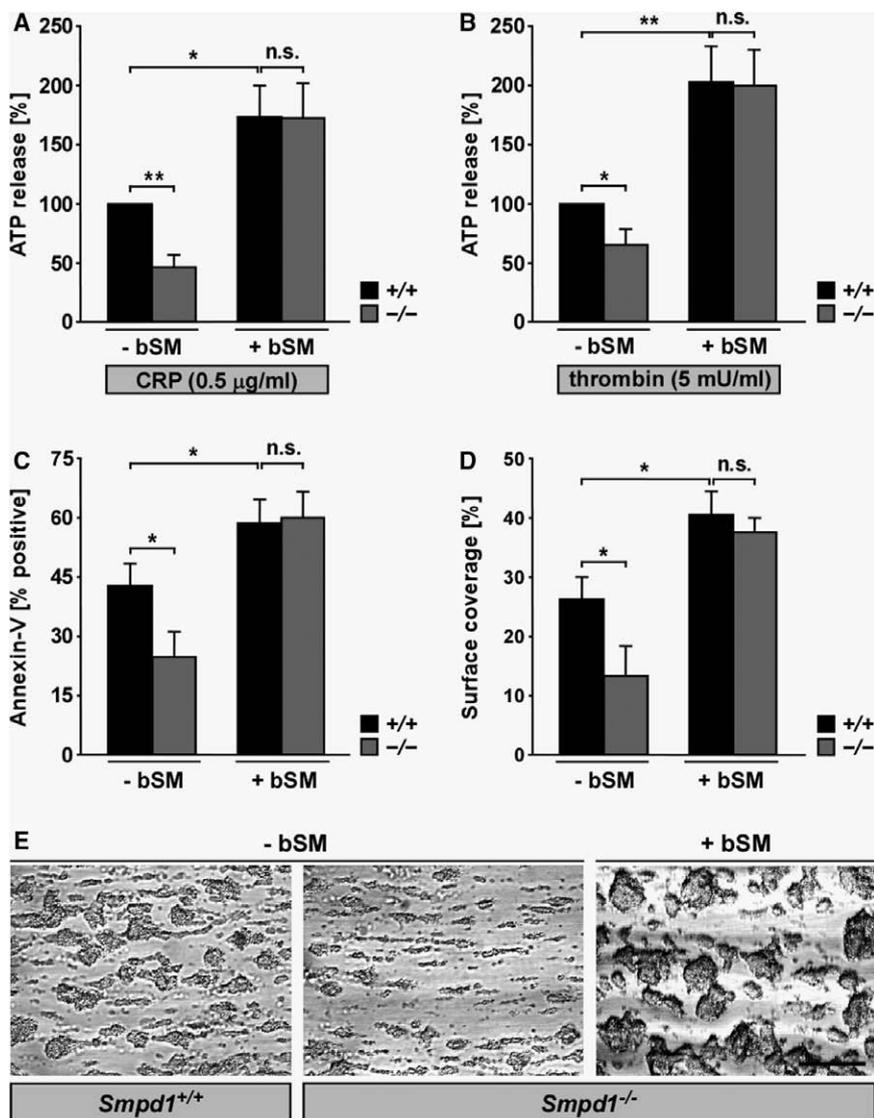 A
ATP release [%]
250
200
150
100
50
0
*
n.s.
**
+/+
−/−
- bSM
+ bSM
CRP (0.5 µg/ml)
B
ATP release [%]
250
200
150
100
50
0
**
n.s.
*
+/+
−/−
- bSM
+ bSM
thrombin (5 mU/ml)
C
Annexin-V [% positive]
75
60
45
30
15
0
*
n.s.
*
+/+
−/−
- bSM
+ bSM
D
Surface coverage [%]
50
40
30
20
10
0
*
n.s.
*
+/+
−/−
- bSM
+ bSM
E
- bSM
+ bSM
Smpd1+/+
Smpd1-/-